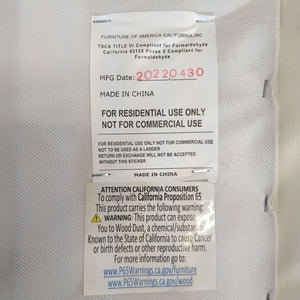 FURNITURE OF AMERICA CALIFORNIA, INC
TSCA TITLE VI Compliant for Formaldehyde
California 93120 Phase 2 Compliant for
Formaldehyde
MFG Date: 20220430
MADE IN CHINA
FOR RESIDENTIAL USE ONLY
NOT FOR COMMERCIAL USE
FOR RESIDENTIAL USE ONLY NOT FOR COMMERCIAL USE
NOT TO BE USED AS A LADDER
RETURN OR EXCHANGE WILL NOT BE ACCEPTED
WITHOUT THIS STICKER
MADE IN CHINA
ATTENTION CALIFORNIA CONSUMERS
To comply with California Proposition 65
This product carries the following warning:
WARNING: This Product can Expose
You to Wood Dust, a chemical/substance
Known to the State of California to cause Cancer
or birth defects or other reproductive harm.
For more information go to:
www.P65Warnings.ca.gov/furniture
www.P65Warnings.ca.gov/wood